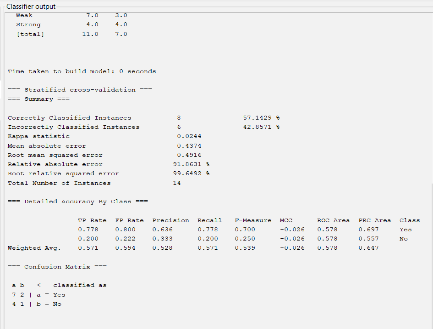 Classifier output
Weak 7.0 3.0
Strong 4.0 4.0
[total] 11.0 7.0
Time taken to build model: 0 seconds
=== Stratified cross-validation ===
=== Summary ===
Correctly Classified Instances 8 57.1429 %
Incorrectly Classified Instances 6 42.8571 %
Kappa statistic -0.0244
Mean absolute error 0.4374
Root mean squared error 0.4916
Relative absolute error 91.8631 %
Root relative squared error 99.6492 %
Total Number of Instances 14
=== Detailed Accuracy By Class ===
TP Rate FP Rate Precision Recall F-Measure MCC ROC Area PRC Area Class
0.778 0.800 0.636 0.778 0.700 -0.026 0.578 0.697 Yes
0.200 0.222 0.333 0.200 0.250 -0.026 0.578 0.557 No
Weighted Avg. 0.571 0.594 0.528 0.571 0.539 -0.026 0.578 0.647
=== Confusion Matrix ===
a b <-- classified as
7 2 | a = Yes
4 1 | b = No